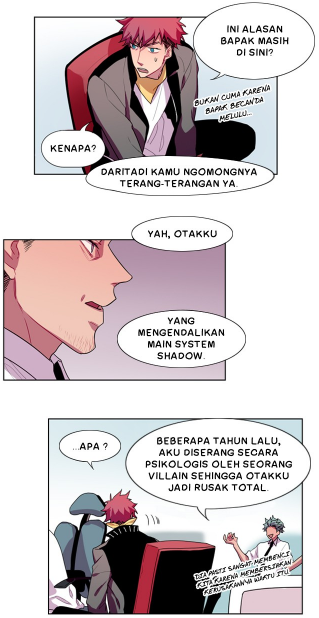 INI ALASAN
BAPAK MASIH
DI SINI?
BUKAN CUMA KARENA
BAPAK BECANDA
MELULU...
KENAPA?
DARITADI KAMU NGOMONGNYA
TERANG-TERANGAN YA.
YAH, OTAKKU
YANG
MENGENDALIKAN
MAIN SYSTEM
SHADOW.
...APA ?
BEBERAPA TAHUN LALU,
AKU DISERANG SECARA
PSIKOLOGIS OLEH SEORANG
VILLAIN SEHINGGA OTAKKU
JADI RUSAK TOTAL.
DIA PASTI SANGAT MEMBENCI
KITA KARENA MEMBERSIHKAN
KERUSAKANNYA WAKTU ITU.